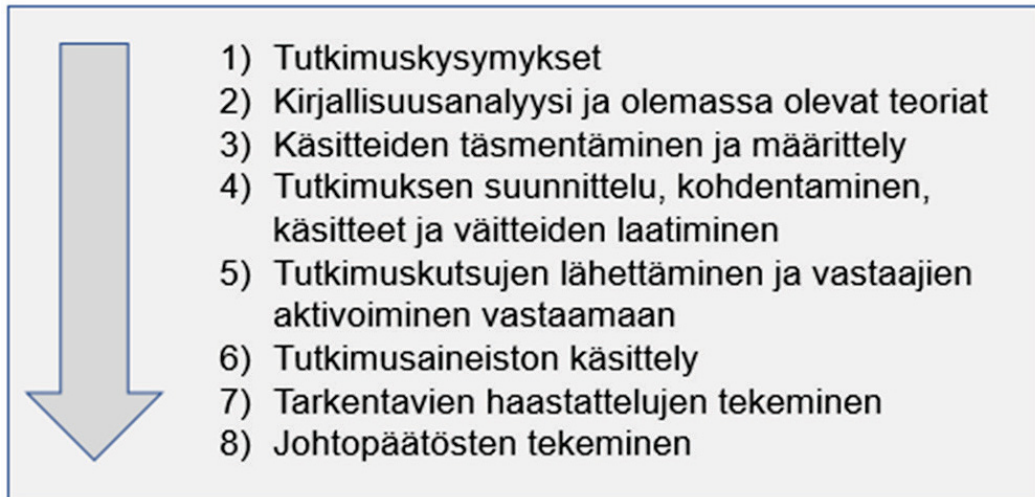 1) Tutkimuskysymykset
2) Kirjallisuusanalyysi ja olemassa olevat teoriat
3) Käsitteiden täsmentäminen ja määrittely
4) Tutkimuksen suunnittelu, kohdentaminen,
käsitteet ja väitteiden laatiminen
5) Tutkimuskutsujen lähettäminen ja vastaajien
aktivoiminen vastaamaan
6) Tutkimusaineiston käsittely
7) Tarkentavien haastattelujen tekeminen
8) Johtopäätösten tekeminen